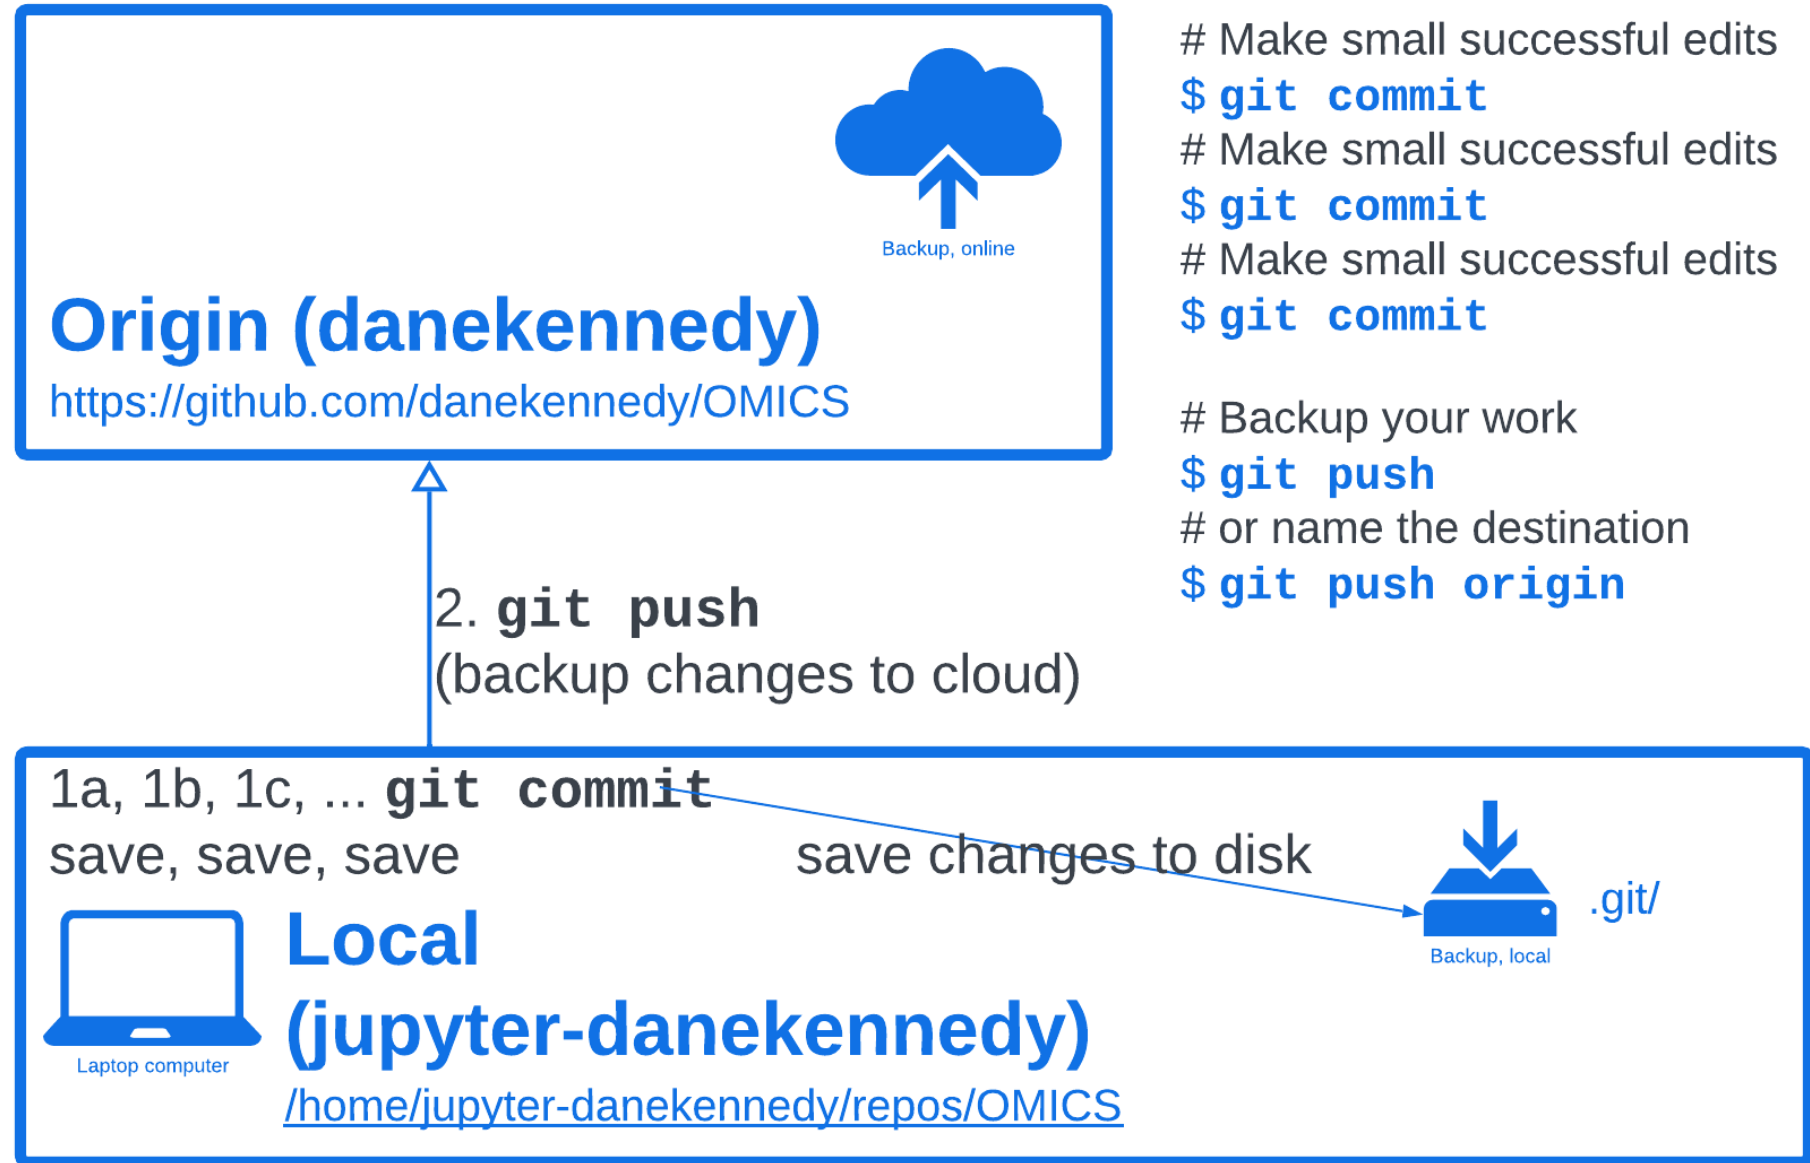 Backup, online
Origin (danekennedy)
https://github.com/danekennedy/OMICS
# Make small successful edits
$ git commit
# Make small successful edits
$ git commit
# Make small successful edits
$ git commit
# Backup your work
$ git push
# or name the destination
$ git push origin
2. git push
(backup changes to cloud)
1a, 1b, 1c, ... git commit
save, save, save
save changes to disk
.git/
Backup, local
Laptop computer
Local
(jupyter-danekennedy)
/home/jupyter-danekennedy/repos/OMICS